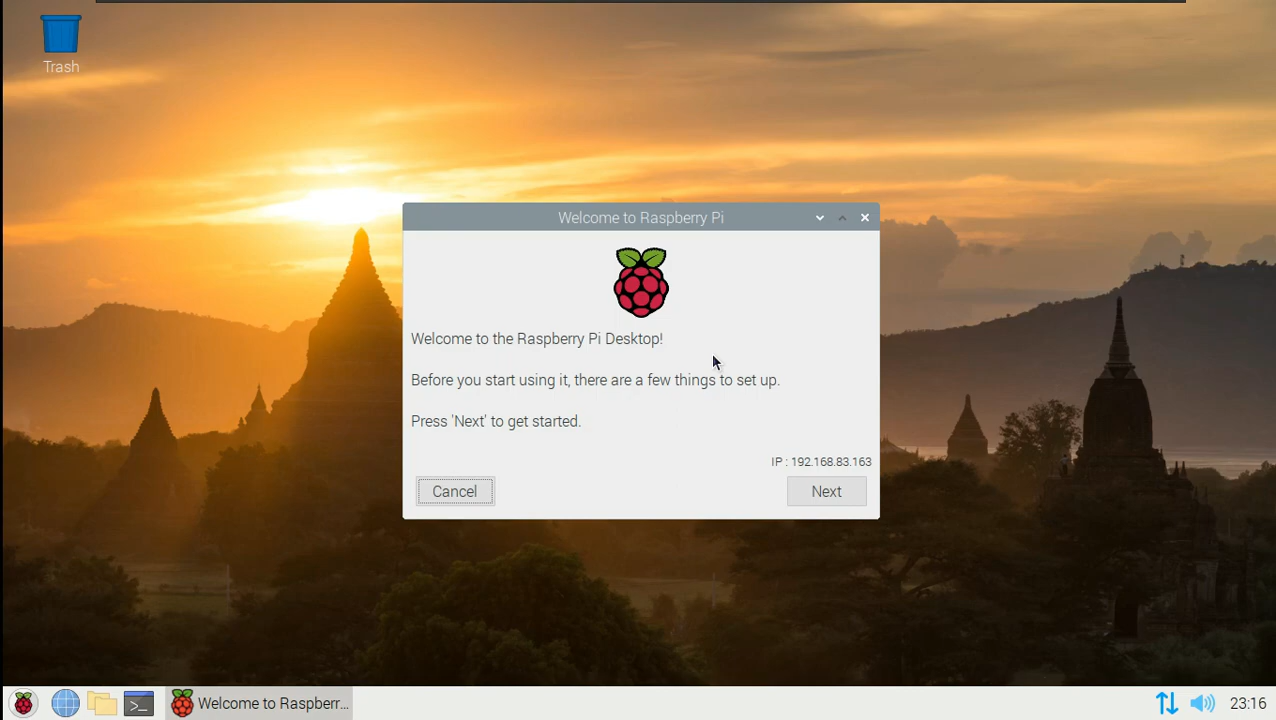 Trash
Welcome to Raspberry Pi
Welcome to the Raspberry Pi Desktop!
Before you start using it, there are a few things to set up.
Press 'Next' to get started.
IP : 192.168.83.163
Cancel
Next
Welcome to Raspberr...
23:16